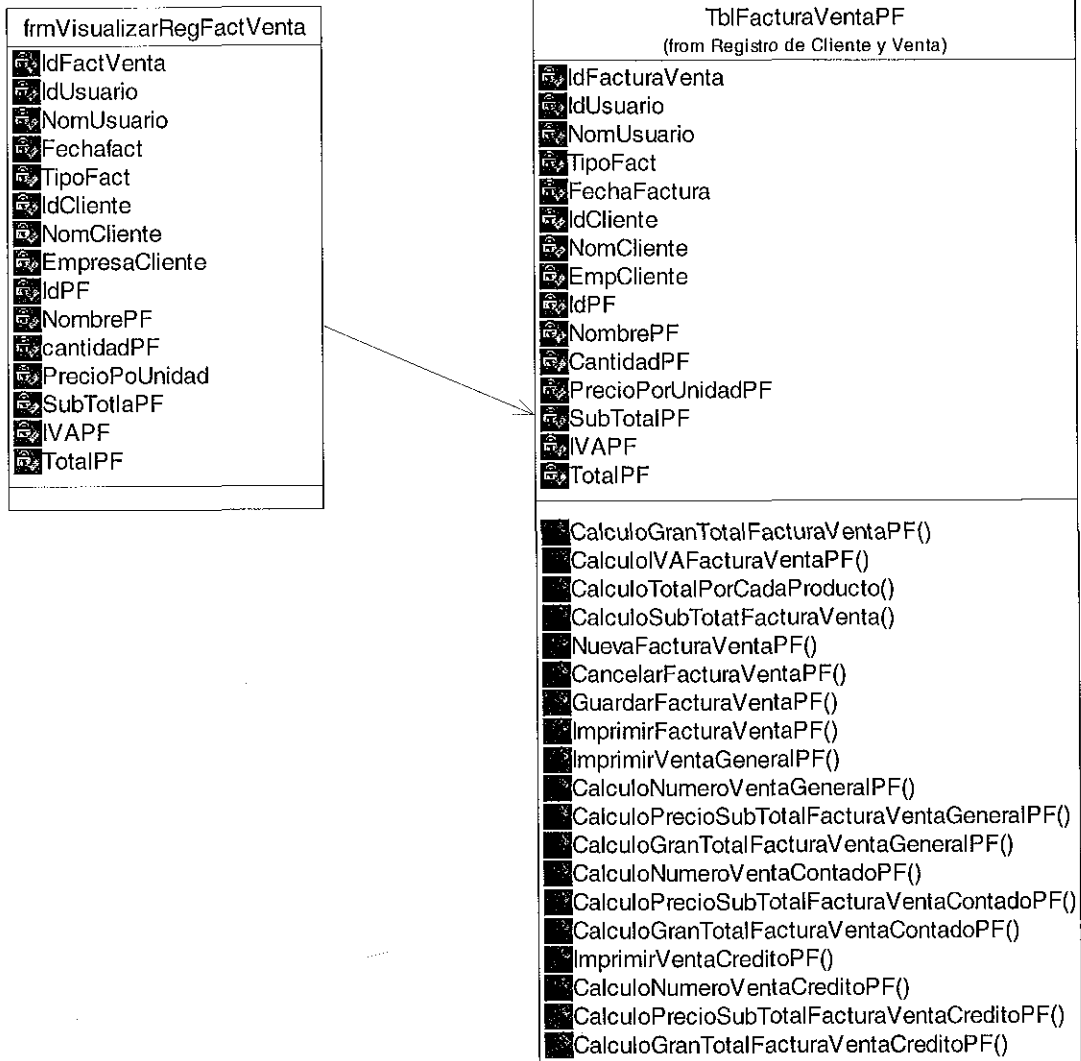 frmVisualizarRegFactVenta
IdFactVenta
IdUsuario
NomUsuario
Fechafact
TipoFact
IdCliente
NomCliente
EmpresaCliente
IdPF
NombrePF
cantidadPF
PrecioPoUnidad
SubTotlaPF
IVAPF
TotalPF
TblFacturaVentaPF
(from Registro de Cliente y Venta)
IdFacturaVenta
IdUsuario
NomUsuario
TipoFact
FechaFactura
IdCliente
NomCliente
EmpCliente
IdPF
NombrePF
CantidadPF
PrecioPorUnidadPF
SubTotalPF
IVAPF
TotalPF
CalculoGranTotalFacturaVentaPF()
CalculoIVAFacturaVentaPF()
CalculoTotalPorCadaProducto()
CalculoSubTotatFacturaVenta()
NuevaFacturaVentaPF()
CancelarFacturaVentaPF()
GuardarFacturaVentaPF()
ImprimirFacturaVentaPF()
ImprimirVentaGeneralPF()
CalculoNumeroVentaGeneralPF()
CalculoPrecioSubTotalFacturaVentaGeneralPF()
CalculoGranTotalFacturaVentaGeneralPF()
CalculoNumeroVentaContadoPF()
CalculoPrecioSubTotalFacturaVentaContadoPF()
CalculoGranTotalFacturaVentaContadoPF()
ImprimirVentaCreditoPF()
CalculoNumeroVentaCreditoPF()
CalculoPrecioSubTotalFacturaVentaCreditoPF()
CalculoGranTotalFacturaVentaCreditoPF()